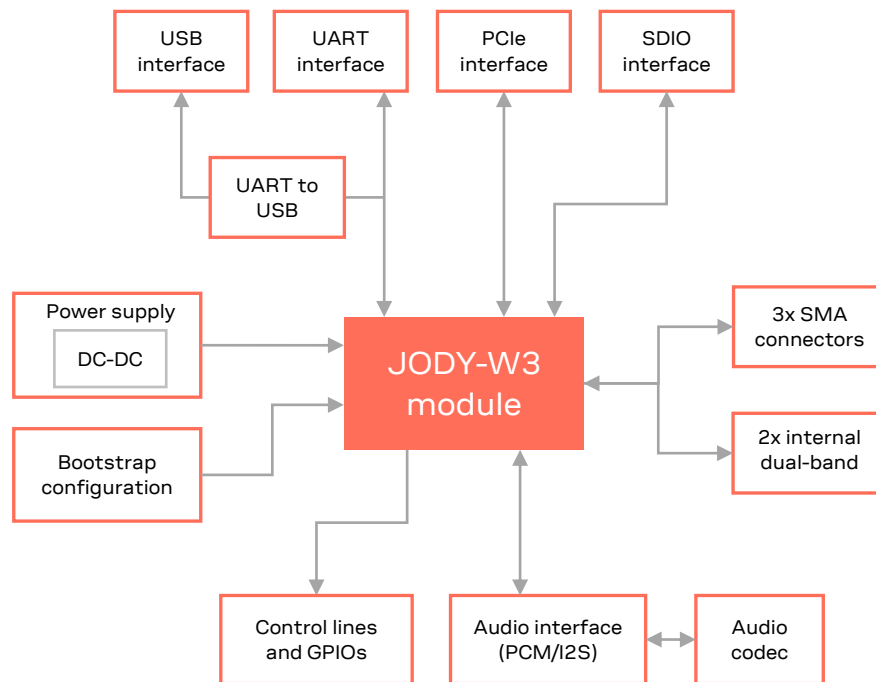 USB
interface
UART
interface
PCIe
interface
SDIO
interface
UART to
USB
Power supply
DC-DC
JODY-W3
module
3x SMA
connectors
Bootstrap
configuration
2x internal
dual-band
Control lines
and GPIOs
Audio interface
(PCM/I2S)
Audio
codec